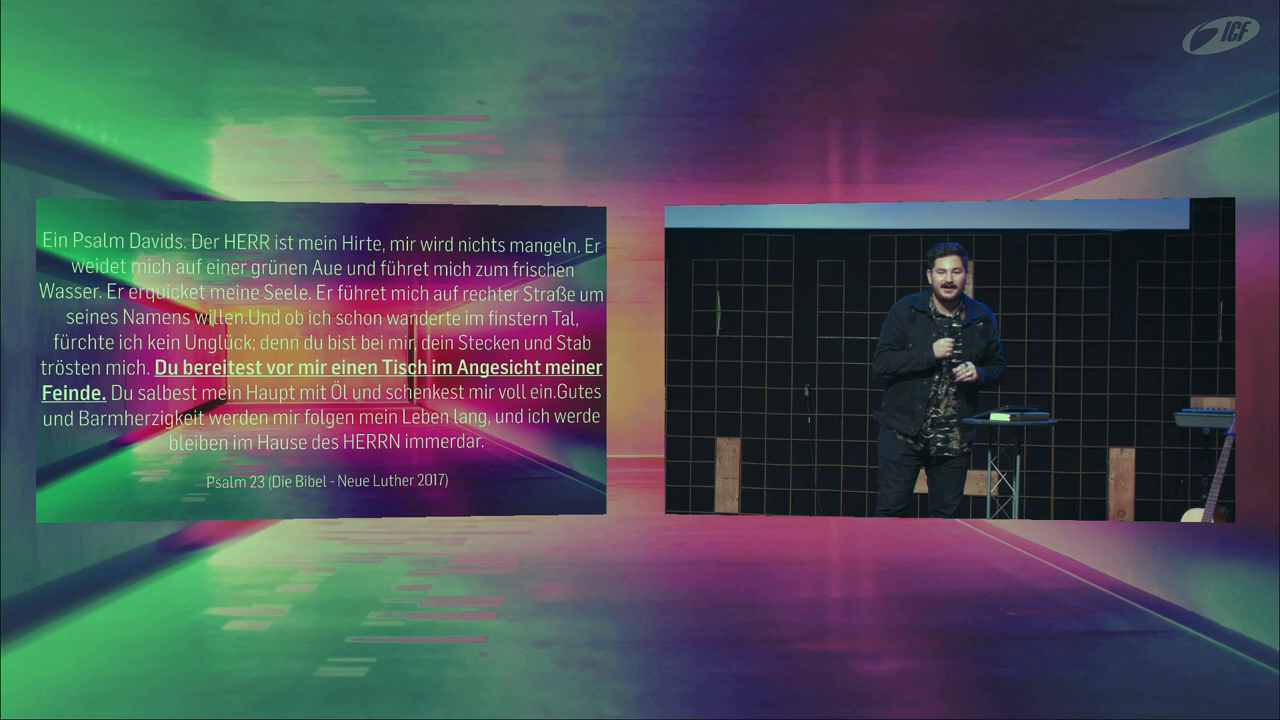 ICF
Ein Psalm Davids. Der HERR ist mein Hirte, mir wird nichts mangeln. Er
weidet mich auf einer grünen Aue und führet mich zum frischen
Wasser. Er erquicket meine Seele. Er führet mich auf rechter Straße um
seines Namens willen.Und ob ich schon wanderte im finstern Tal,
fürchte ich kein Unglück; denn du bist bei mir, dein Stecken und Stab
trösten mich. Du bereitest vor mir einen Tisch im Angesicht meiner
Feinde. Du salbest mein Haupt mit Öl und schenkest mir voll ein.Gutes
und Barmherzigkeit werden mir folgen mein Leben lang, und ich werde
bleiben im Hause des HERRN immerdar.
Psalm 23 (Die Bibel - Neue Luther 2017)